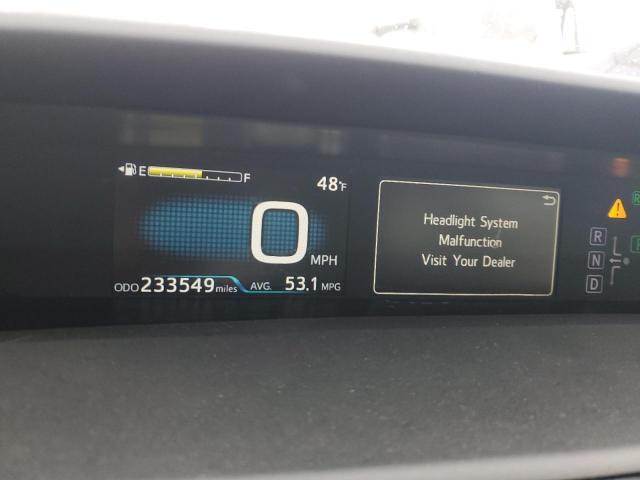 E F
48°F
0
MPH
ODO 233549 miles AVG. 53.1 MPG
Headlight System
Malfunction
Visit Your Dealer
R
R
N
D